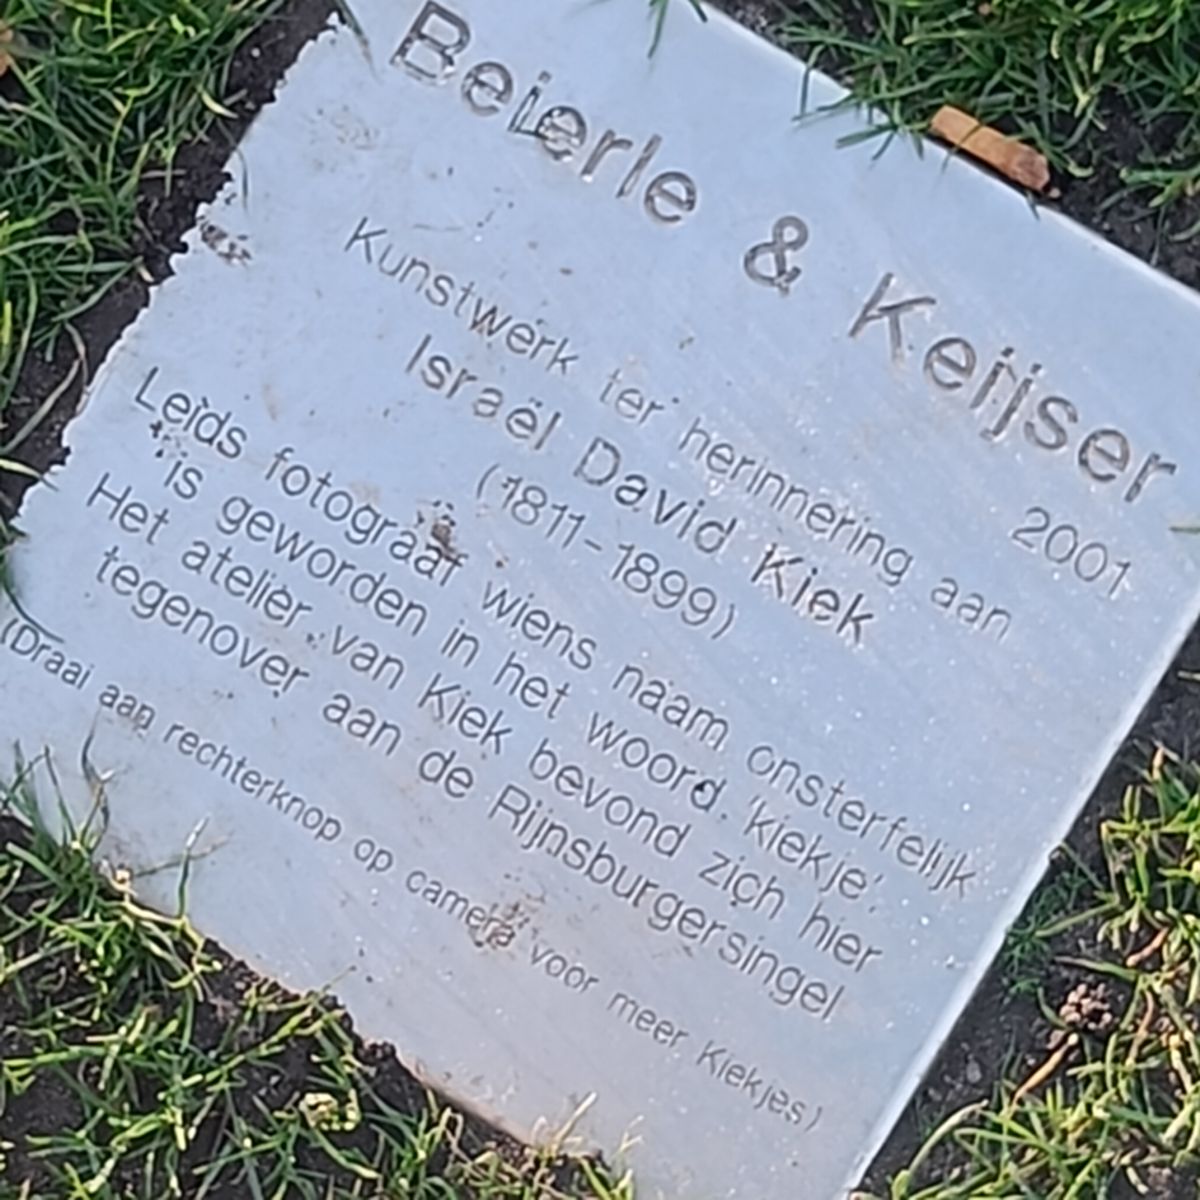 Beierle & Keijser
2001
Kunstwerk ter herinnering aan
Israël David Kiek
(1811-1899)
Leids fotograaf wiens naam onsterfelijk
is geworden in het woord 'kiekje'.
Het atelier van Kiek bevond zich hier
tegenover aan de Rijnsburgersingel
(Draai aan rechterknop op camera voor meer Kiekjes)